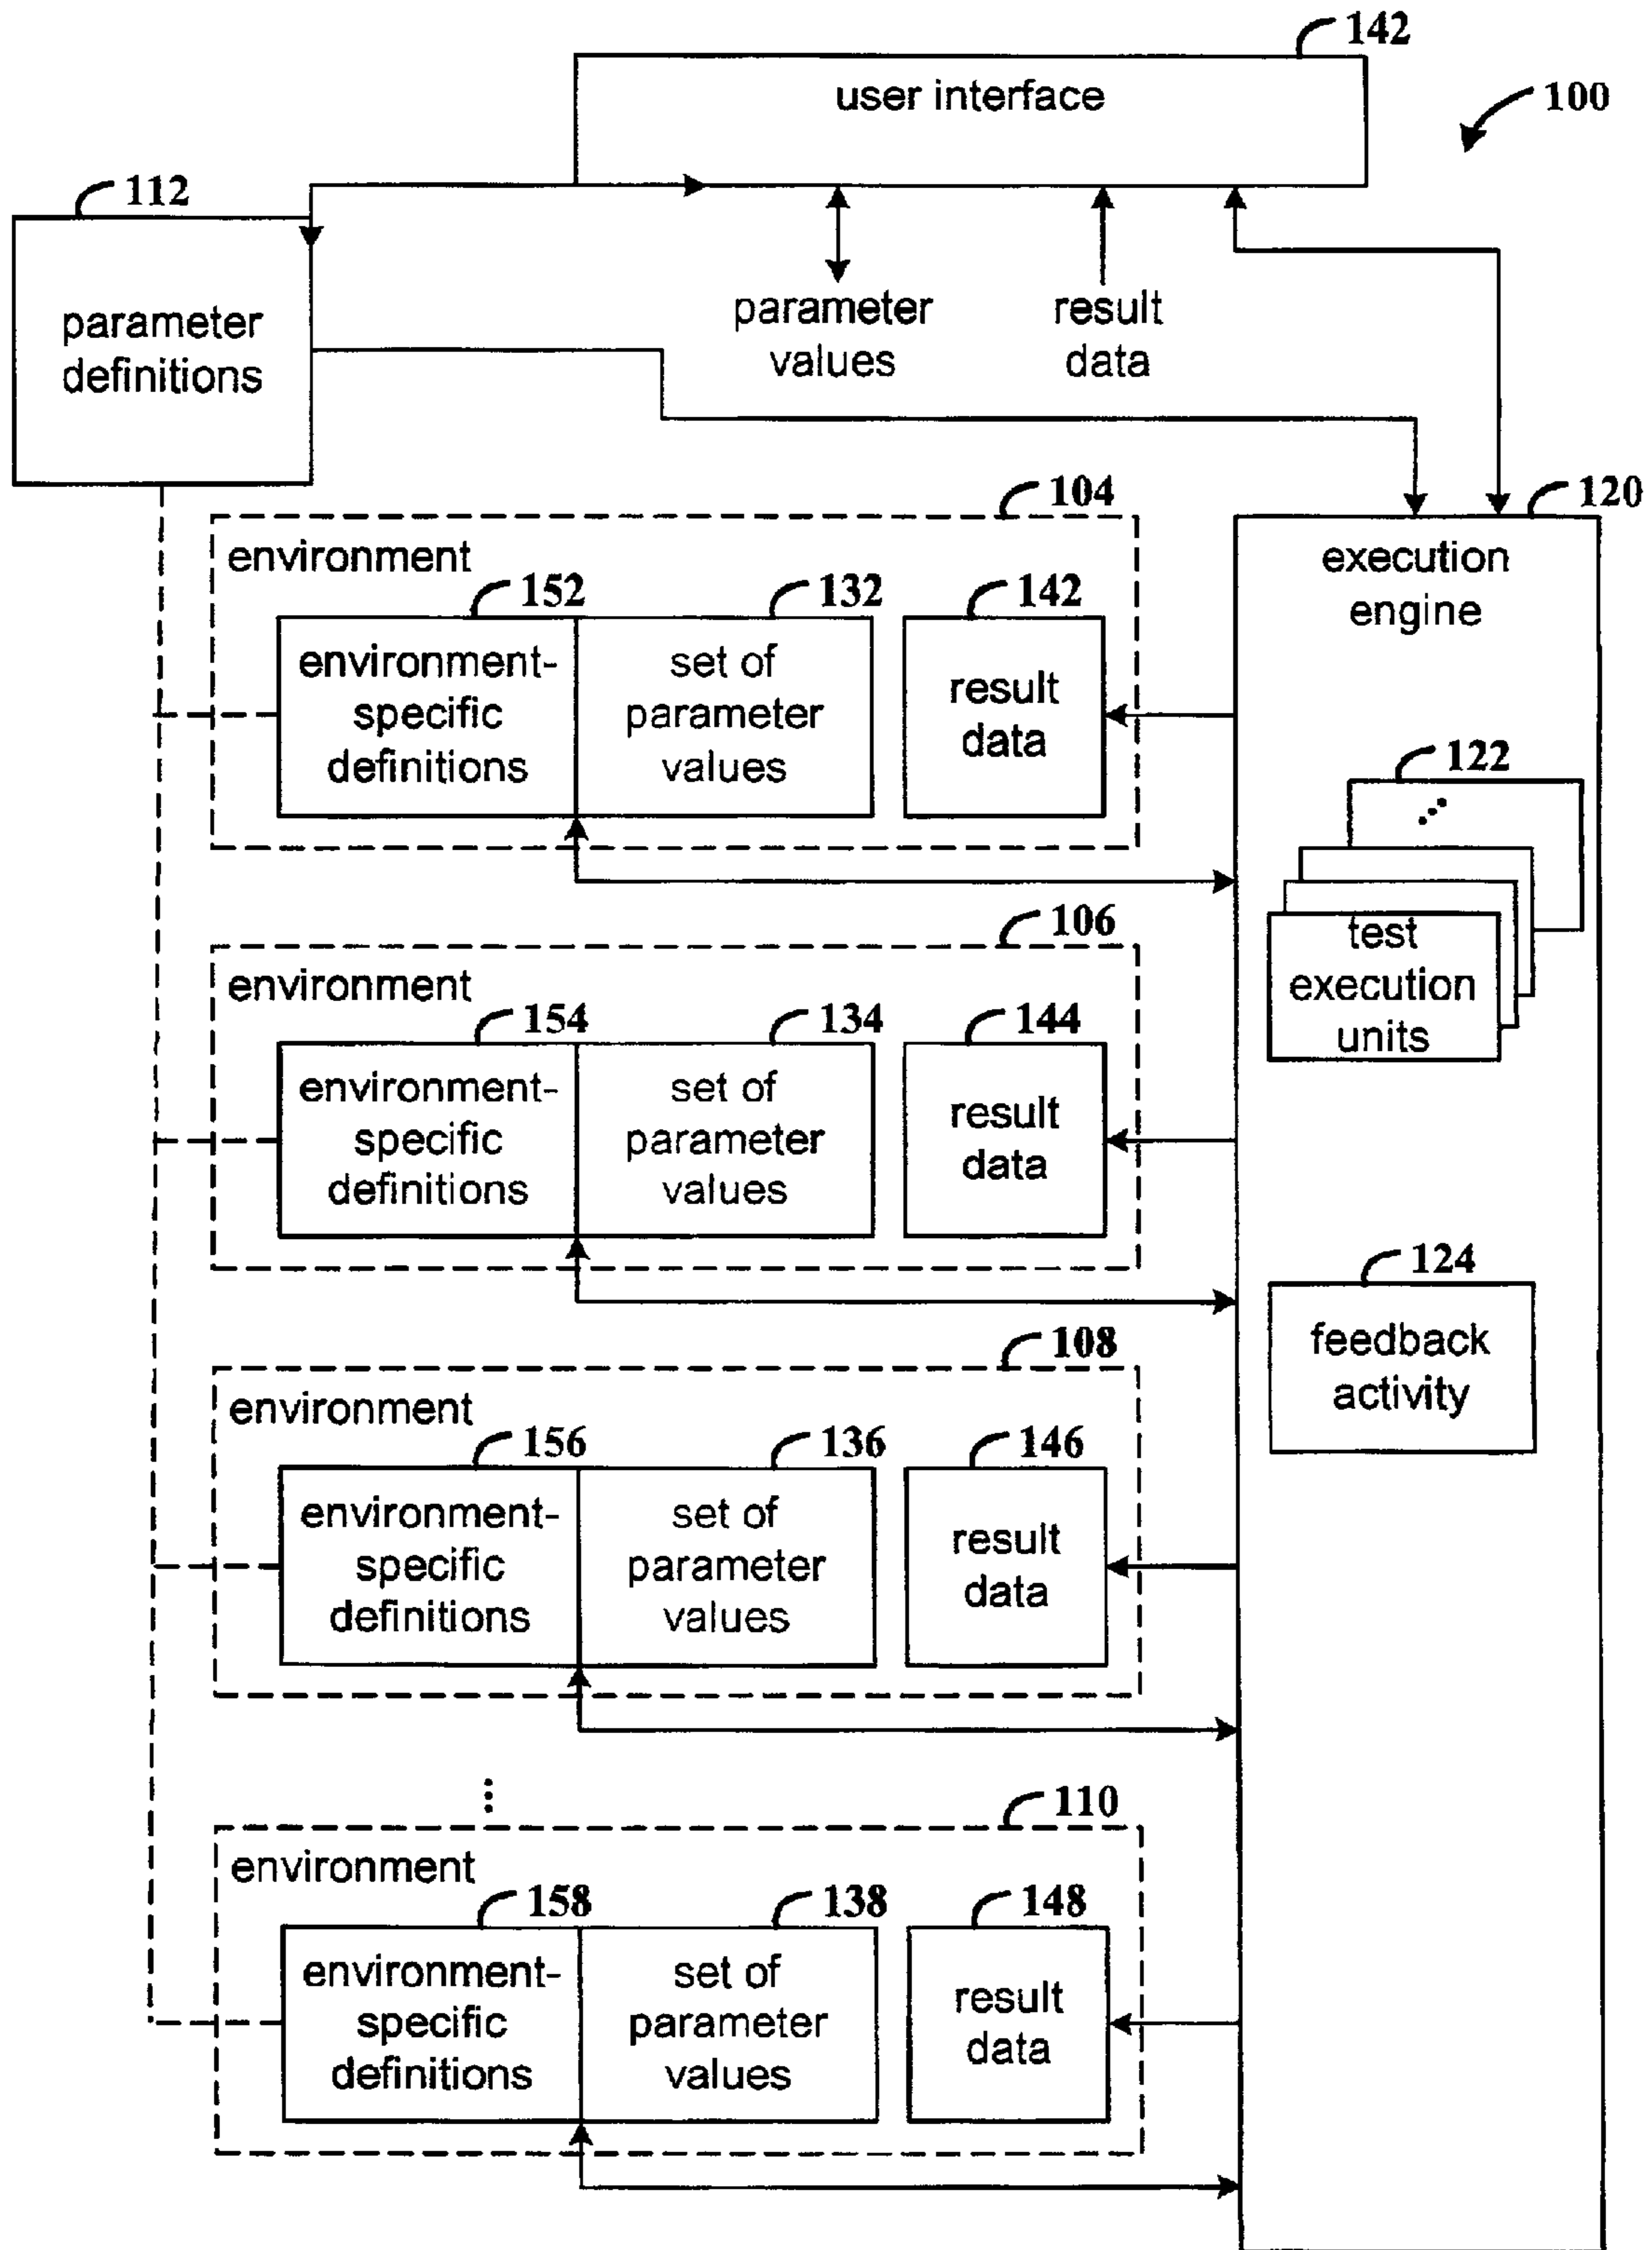 142
user interface
100
112
parameter
definitions
parameter
values
result
data
104
120
environment
execution
engine
152
132
142
environment-
specific
definitions
set of
parameter
values
result
data
122
test
execution
units
106
environment
154
134
144
environment-
specific
definitions
set of
parameter
values
result
data
124
feedback
activity
108
environment
156
136
146
environment-
specific
definitions
set of
parameter
values
result
data
110
environment
158
138
148
environment-
specific
definitions
set of
parameter
values
result
data